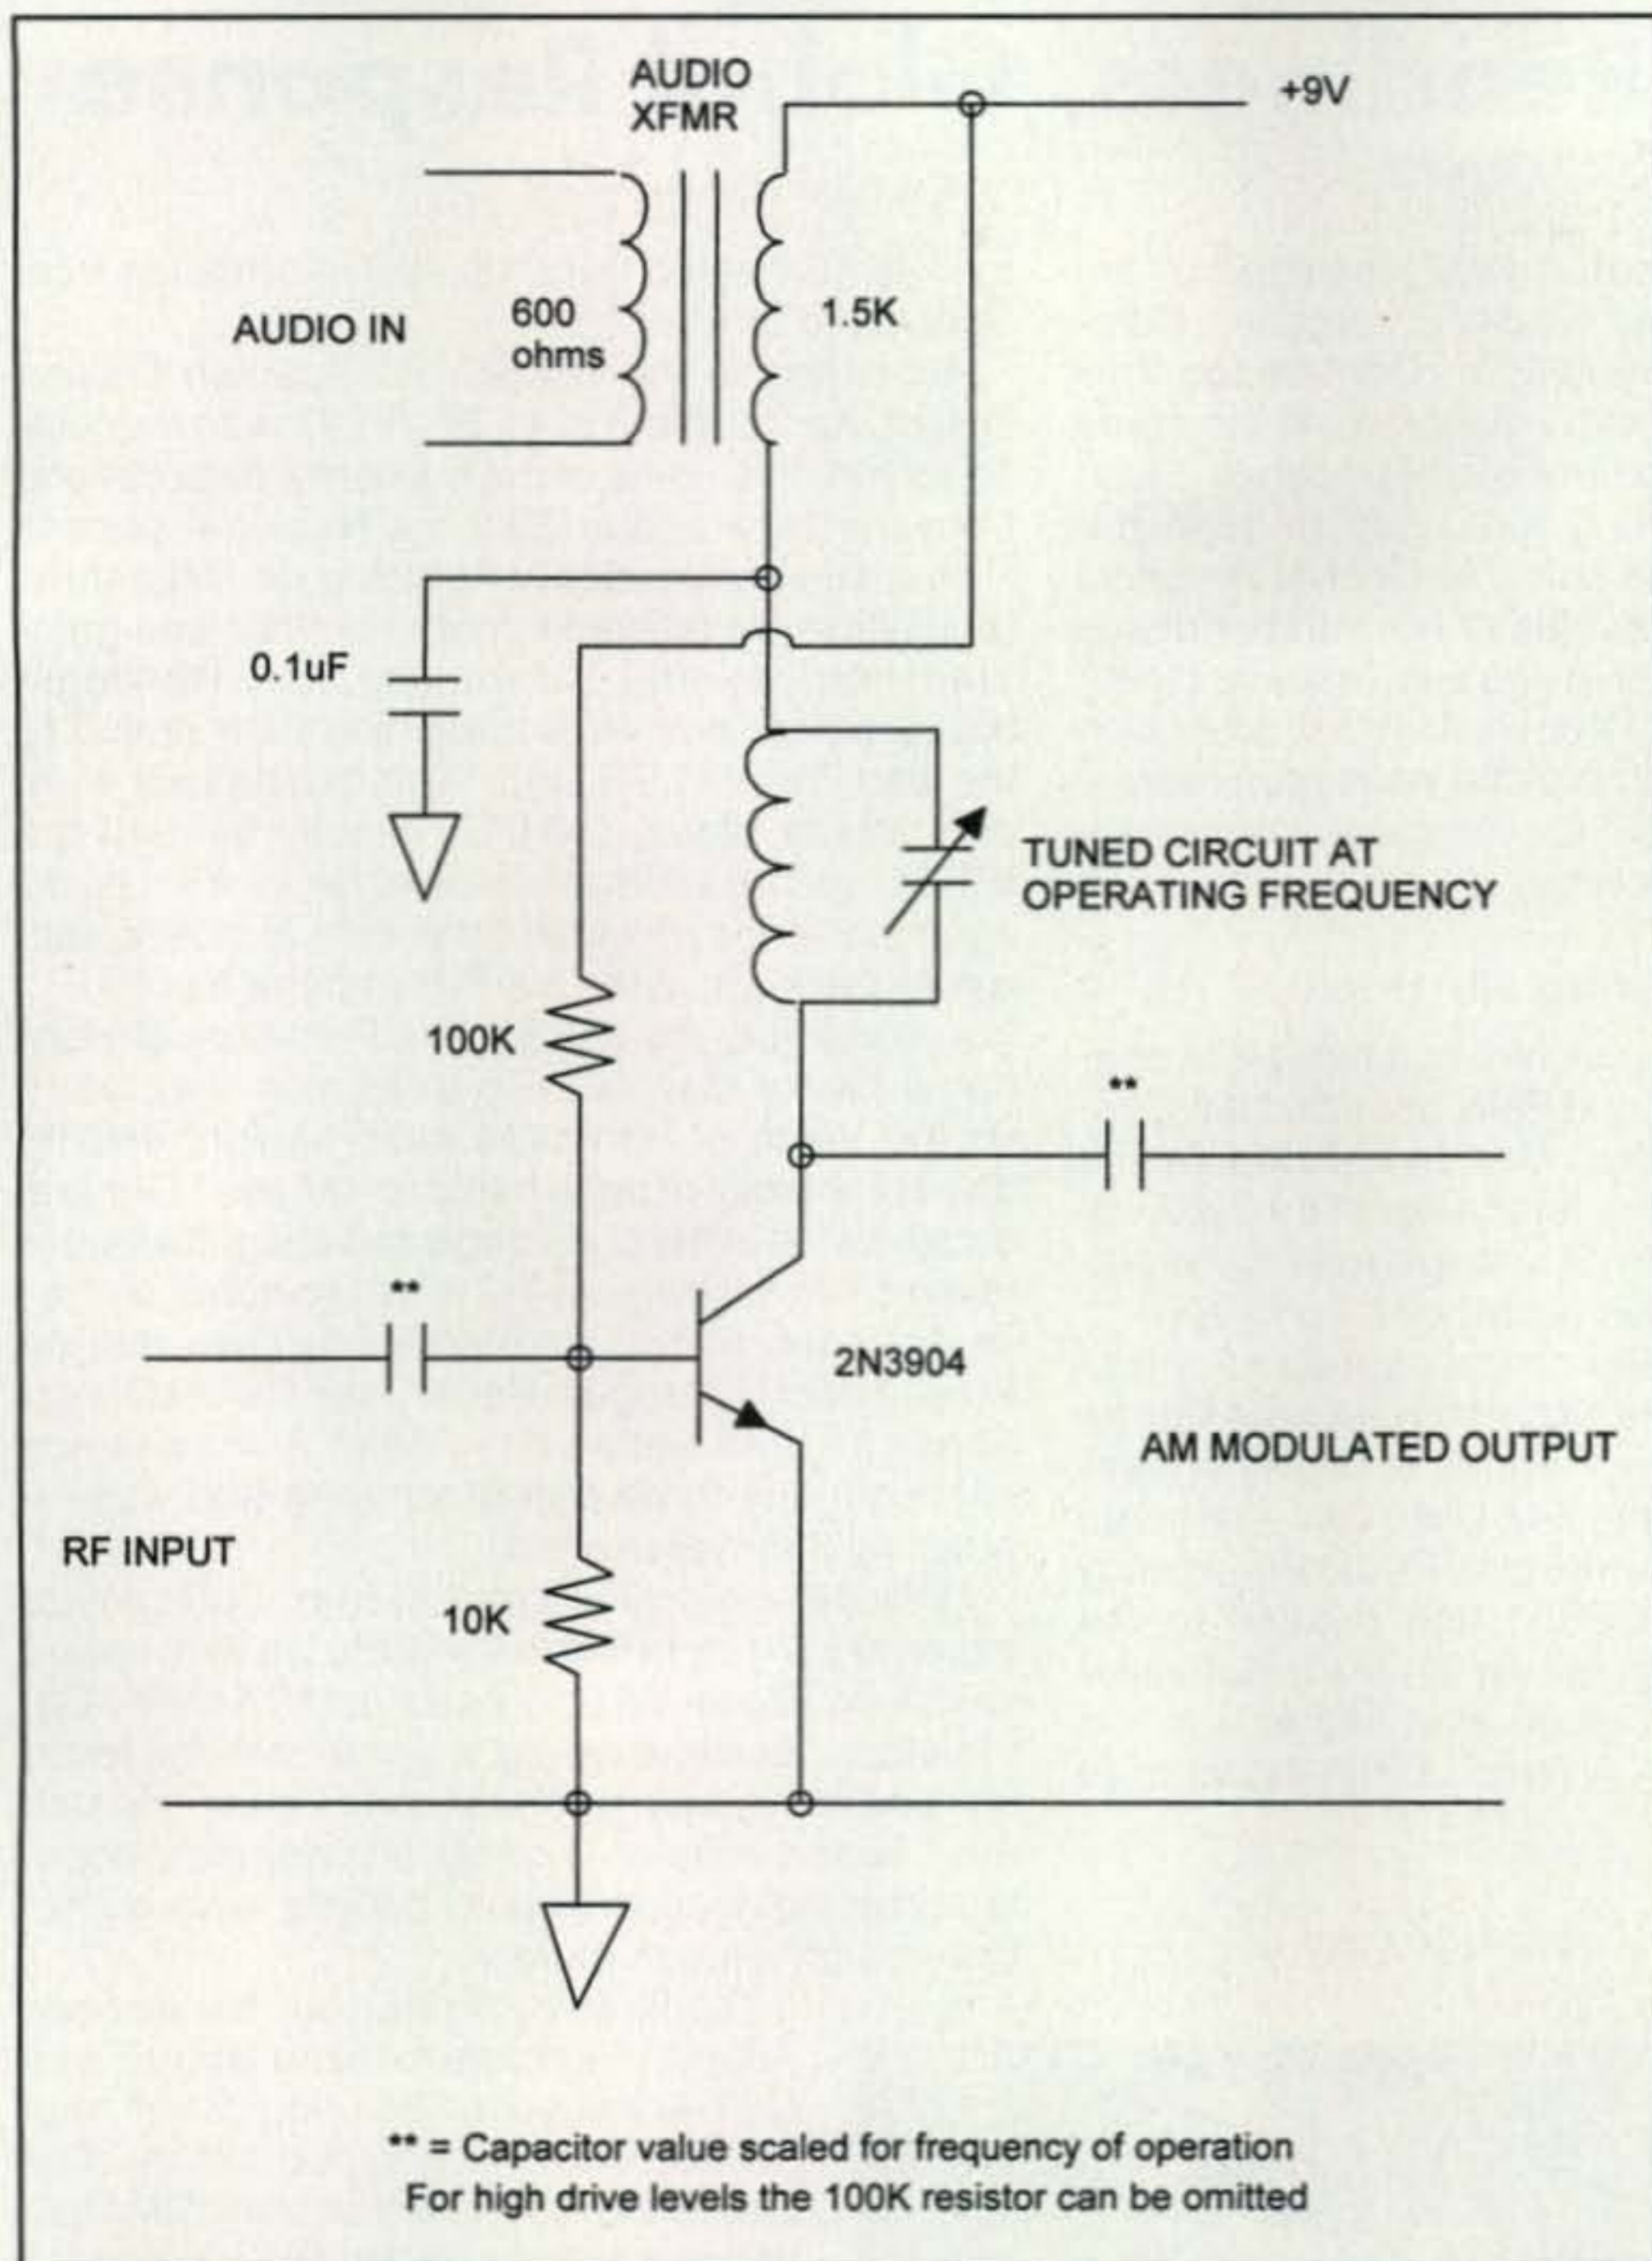 AUDIO
XFMR
+9V
AUDIO IN
600
ohms
1.5K
0.1uF
TUNED CIRCUIT AT
OPERATING FREQUENCY
100K
**
**
2N3904
AM MODULATED OUTPUT
RF INPUT
10K
** = Capacitor value scaled for frequency of operation
For high drive levels the 100K resistor can be omitted